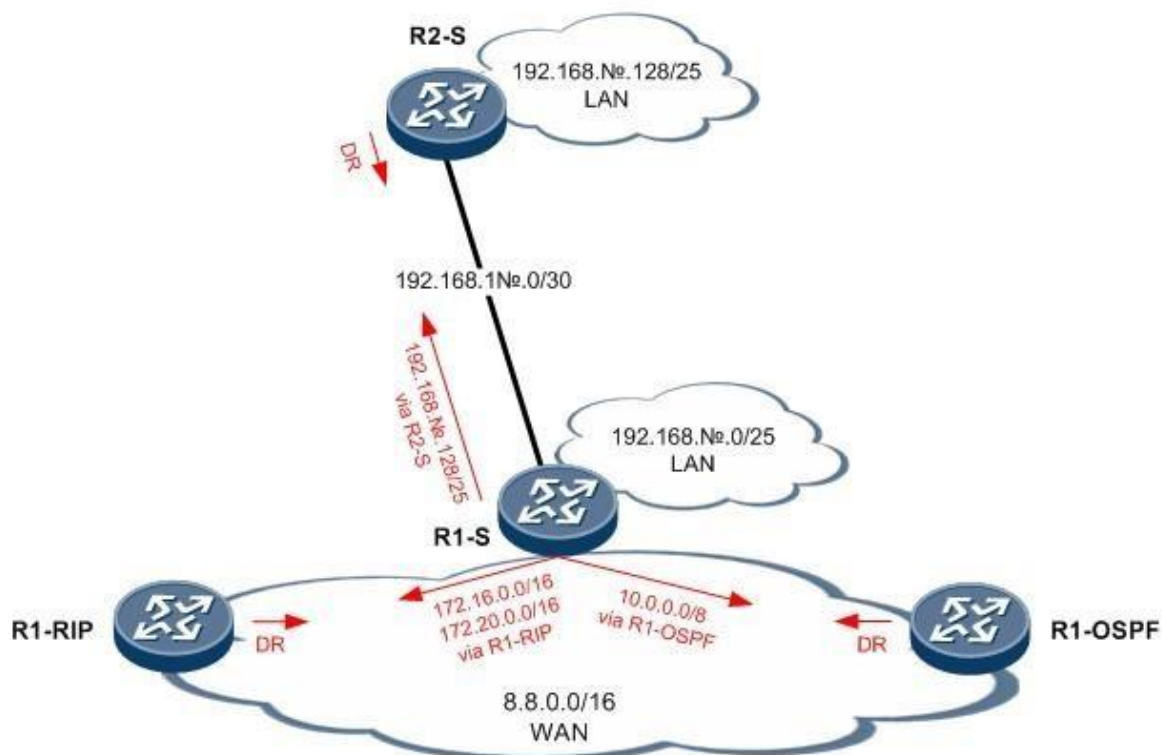 R2-S
192.168.№.128/25
LAN
DR
192.168.1№.0/30
192.168.№.128/25
via R2-S
192.168.№.0/25
LAN
R1-S
R1-RIP
DR
172.16.0.0/16
172.20.0.0/16
via R1-RIP
10.0.0.0/8
via R1-OSPF
DR
R1-OSPF
8.8.0.0/16
WAN